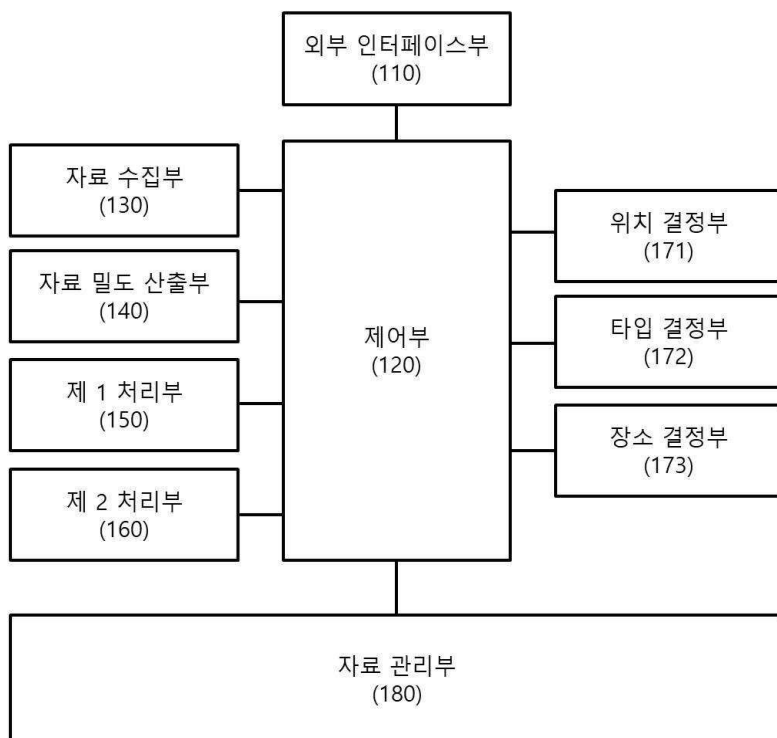 외부 인터페이스부
(110)
자료 수집부
(130)
자료 밀도 산출부
(140)
제 1 처리부
(150)
제 2 처리부
(160)
제어부
(120)
위치 결정부
(171)
타입 결정부
(172)
장소 결정부
(173)
자료 관리부
(180)